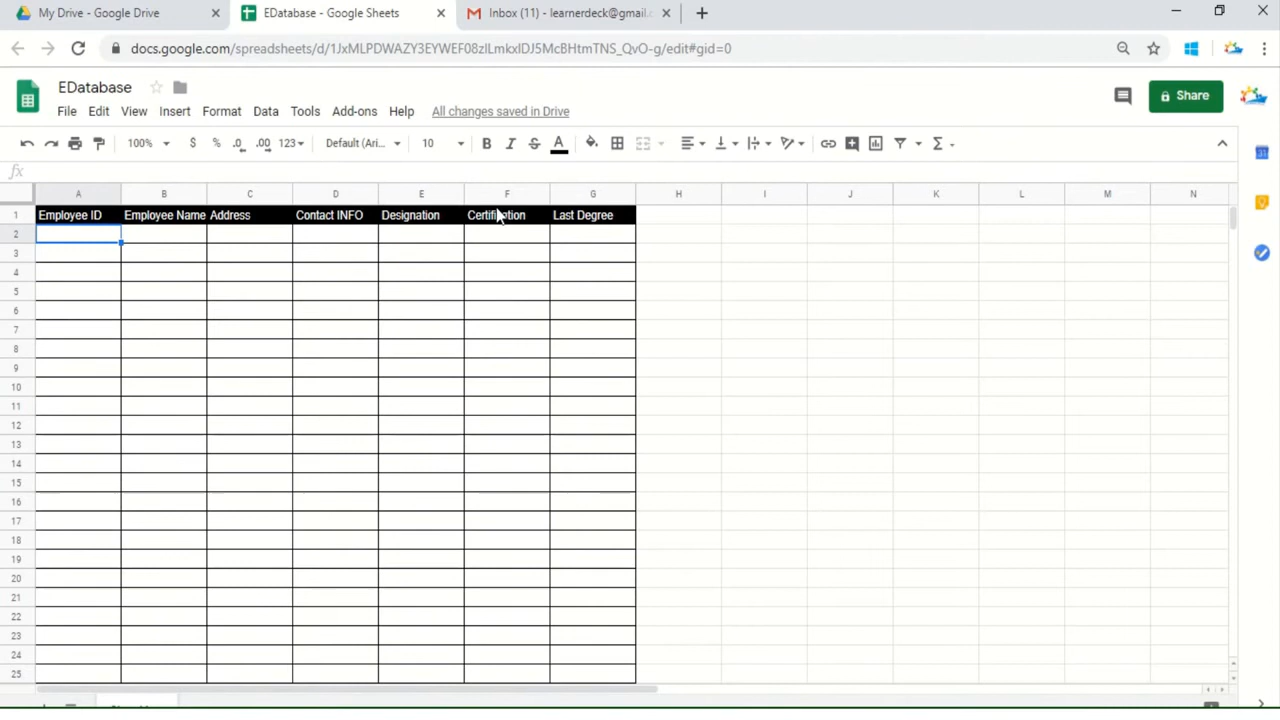 My Drive - Google Drive
EDatabase - Google Sheets
Inbox (11) - learnerdeck@gmail.
docs.google.com/spreadsheets/d/1JxMLPDWAZY3EYWEF08zlLmkxIDJ5McBHtmTNS_QvO-g/edit#gid=0
EDatabase
File Edit View Insert Format Data Tools Add-ons Help All changes saved in Drive
Share
100% $ % .0 .00 123 Default (Ari... 10 B I S A Σ
fx
A B C D E F G H I J K L M N
1 Employee ID Employee Name Address Contact INFO Designation Certification Last Degree
2
3
4
5
6
7
8
9
10
11
12
13
14
15
16
17
18
19
20
21
22
23
24
25